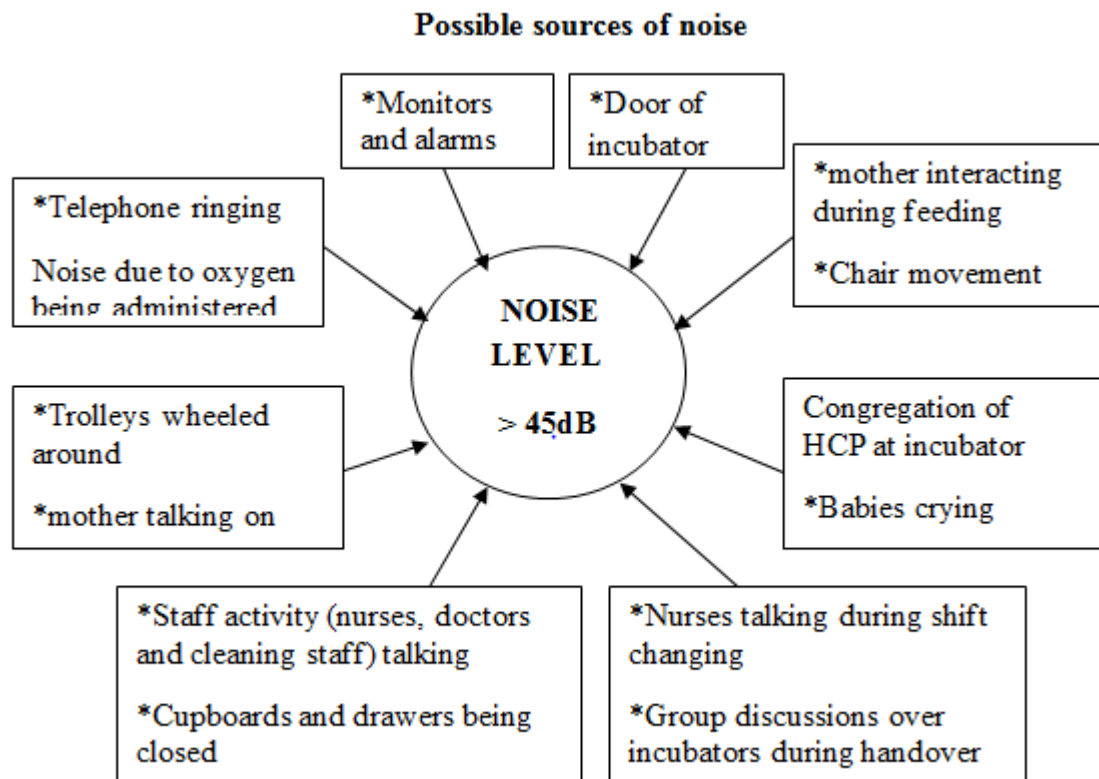 Possible sources of noise
*Monitors
and alarms
*Door of
incubator
*Telephone ringing
Noise due to oxygen
being administered
*mother interacting
during feeding
*Chair movement
NOISE
LEVEL
> 45dB
*Trolleys wheeled
around
*mother talking on
Congregation of
HCP at incubator
*Babies crying
*Staff activity (nurses, doctors
and cleaning staff) talking
*Cupboards and drawers being
closed
*Nurses talking during shift
changing
*Group discussions over
incubators during handover